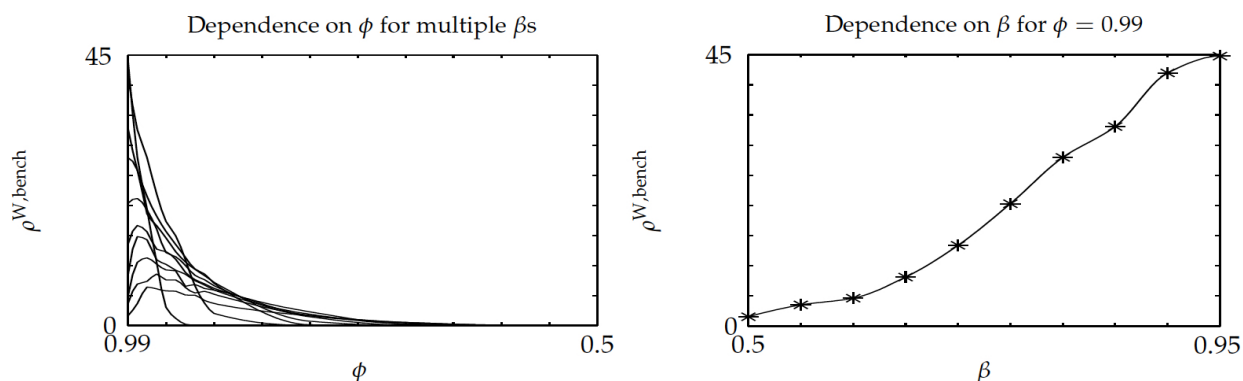 Dependence on ϕ for multiple βs
45
ρ^W,bench
0
0.99
0.5
ϕ
Dependence on β for ϕ = 0.99
45
ρ^W,bench
0
0.5
0.95
β